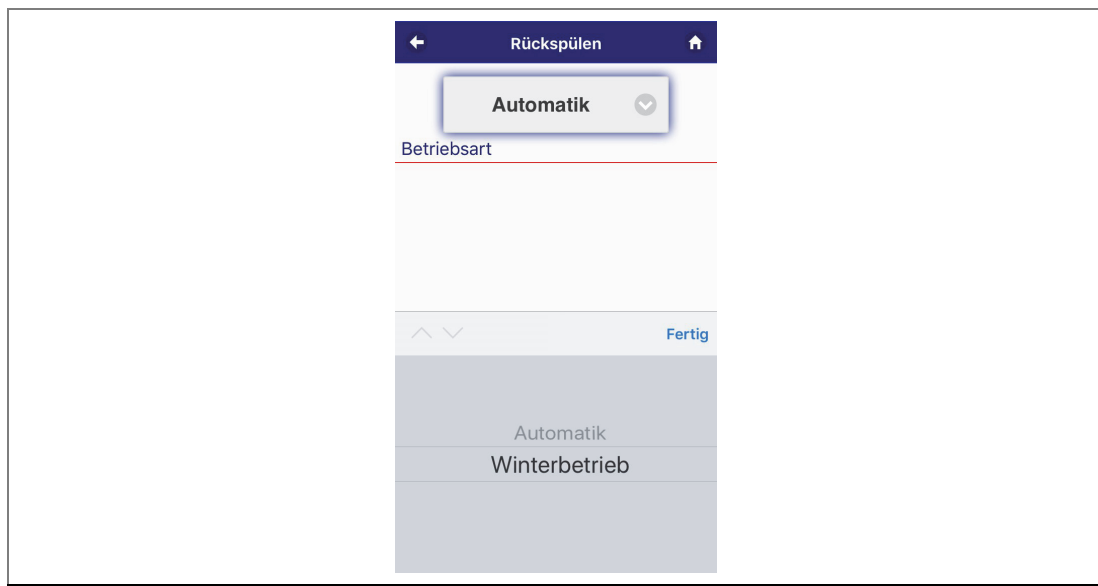 Rückspülen
Automatik
Betriebsart
Fertig
Automatik
Winterbetrieb